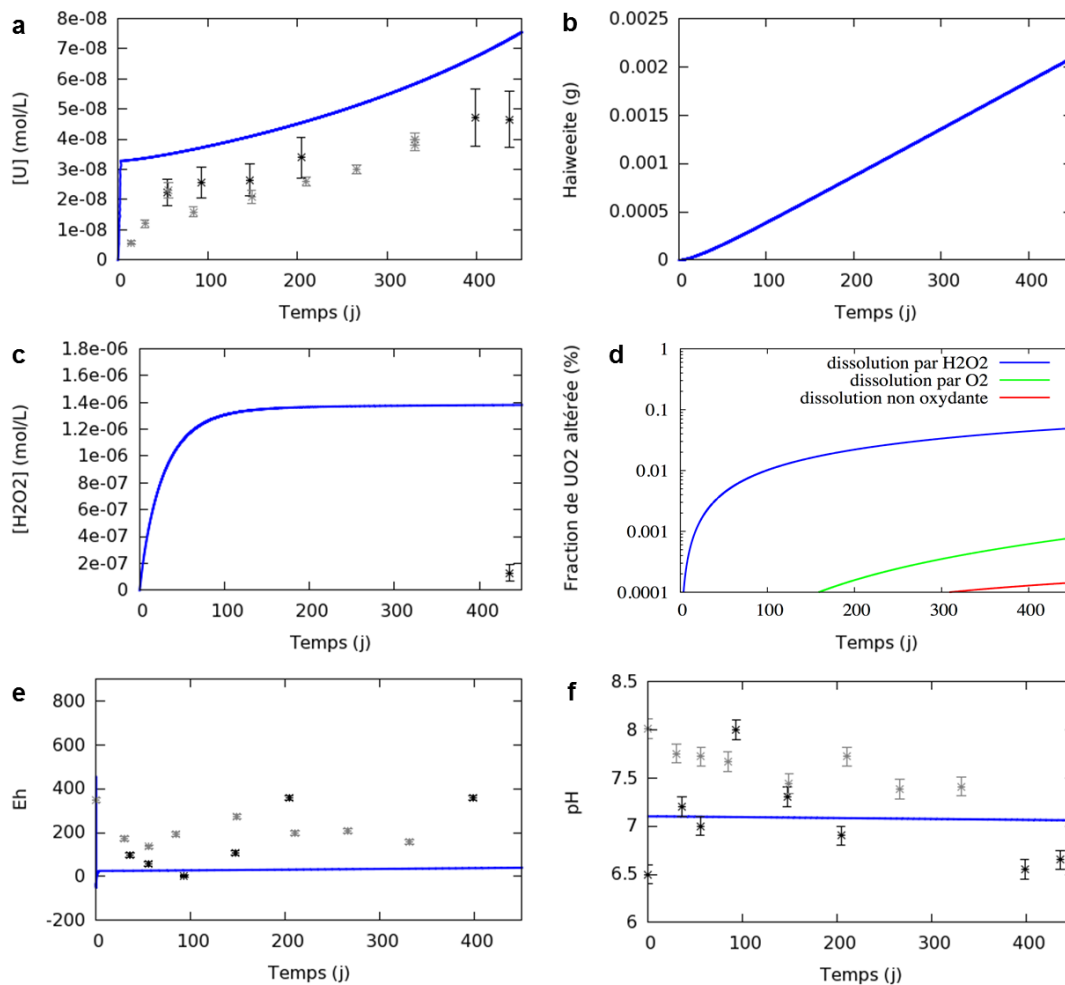 a
8e-08
7e-08
6e-08
5e-08
4e-08
3e-08
2e-08
1e-08
0
[U] (mol/L)
0 100 200 300 400
Temps (j)
b
0.0025
0.002
0.0015
0.001
0.0005
0
Haiweeite (g)
0 100 200 300 400
Temps (j)
c
1.8e-06
1.6e-06
1.4e-06
1.2e-06
1e-06
8e-07
6e-07
4e-07
2e-07
0
[H2O2] (mol/L)
0 100 200 300 400
Temps (j)
d
1
0.1
0.01
0.001
0.0001
Fraction de UO2 altérée (%)
dissolution par H2O2
dissolution par O2
dissolution non oxydante
0 100 200 300 400
Temps (j)
e
800
600
400
200
0
-200
Eh
0 100 200 300 400
Temps (j)
f
8.5
8
7.5
7
6.5
6
pH
0 100 200 300 400
Temps (j)